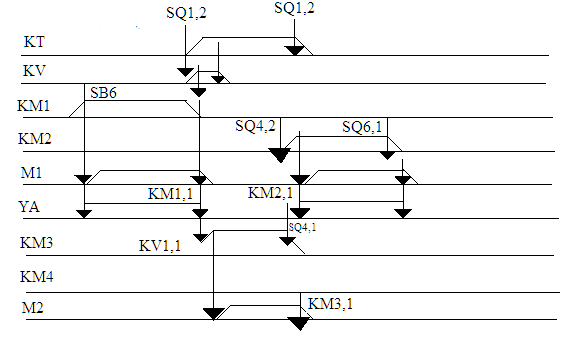 SQ1,2
SQ1,2
KT
KV
SB6
KM1
SQ4,2
SQ6,1
KM2
M1
KM1,1
KM2,1
YA
SQ4,1
KM3
KV1,1
KM4
KM3,1
M2